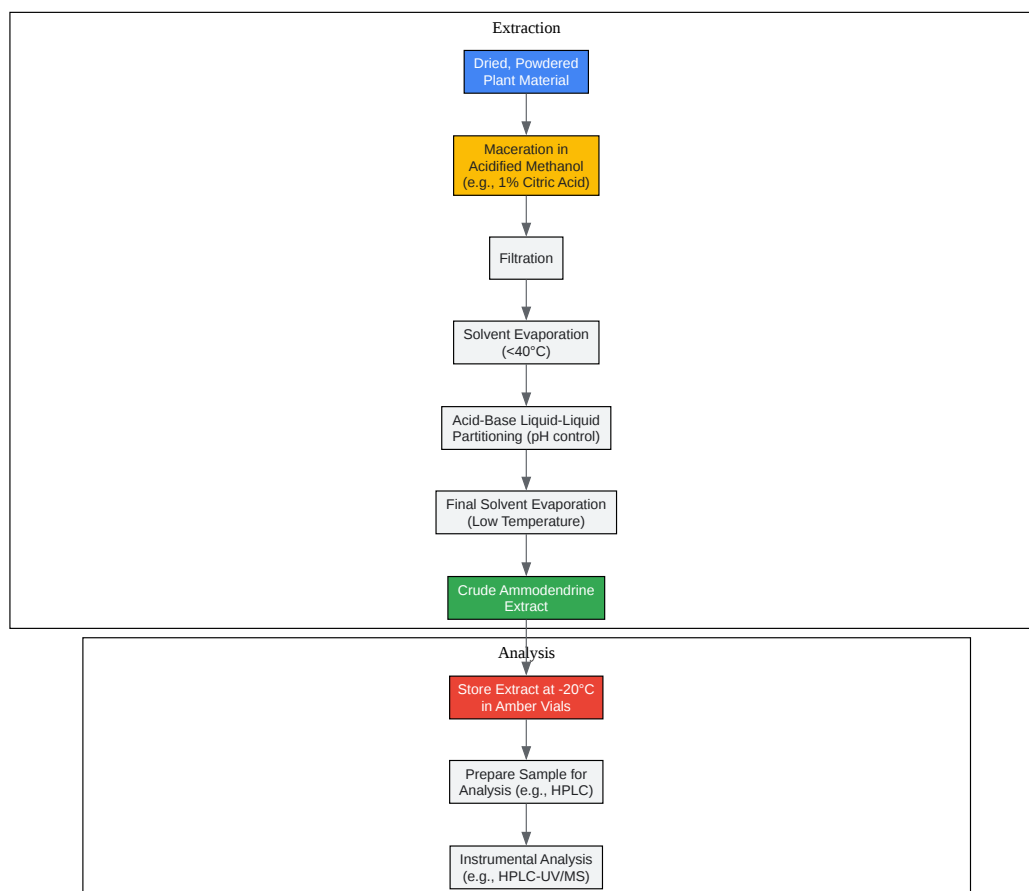 Extraction
Dried, Powdered
Plant Material
Maceration in
Acidified Methanol
(e.g., 1% Citric Acid)
Filtration
Solvent Evaporation
(<40°C)
Acid-Base Liquid-Liquid
Partitioning (pH control)
Final Solvent Evaporation
(Low Temperature)
Crude Ammodendrine
Extract
Analysis
Store Extract at -20°C
in Amber Vials
Prepare Sample for
Analysis (e.g., HPLC)
Instrumental Analysis
(e.g., HPLC-UV/MS)